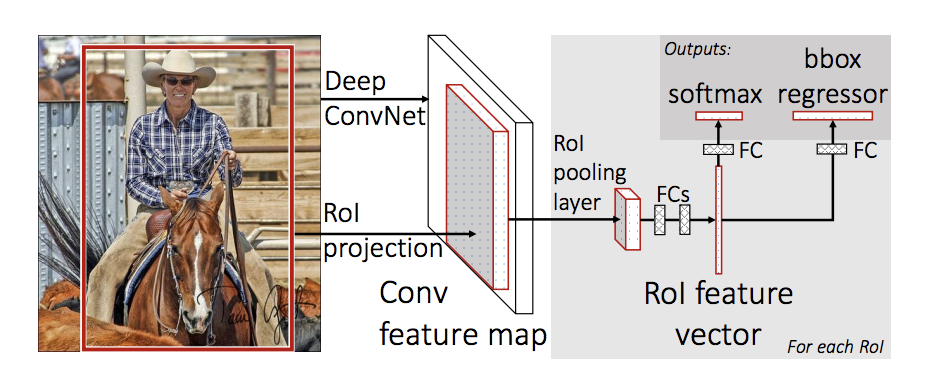 Deep
ConvNet
RoI
projection
Conv
feature map
RoI
pooling
layer
FCs
RoI feature
vector
Outputs:
softmax
bbox
regressor
FC
FC
For each RoI